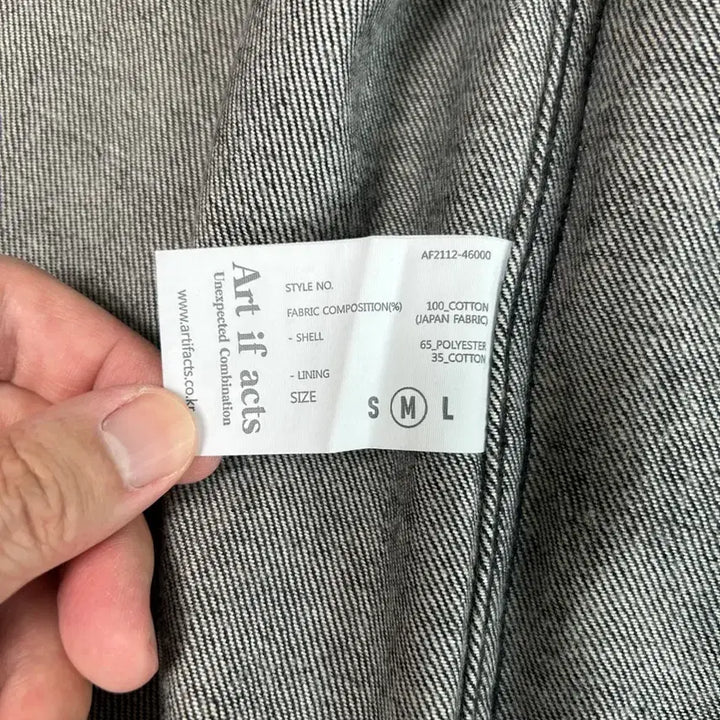 Art if acts
Unexpected Combination
www.artifacts.co.kr
STYLE NO. AF2112-46000
FABRIC COMPOSITION(%)
- SHELL 100_COTTON
(JAPAN FABRIC)
- LINING 65_POLYESTER
35_COTTON
SIZE S M L